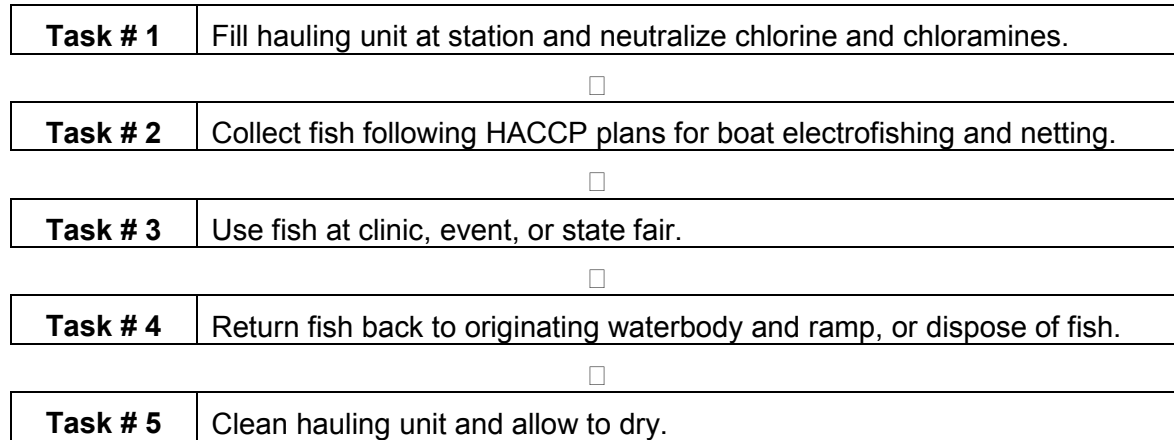 Task # 1 Fill hauling unit at station and neutralize chlorine and chloramines.
Task # 2 Collect fish following HACCP plans for boat electrofishing and netting.
Task # 3 Use fish at clinic, event, or state fair.
Task # 4 Return fish back to originating waterbody and ramp, or dispose of fish.
Task # 5 Clean hauling unit and allow to dry.